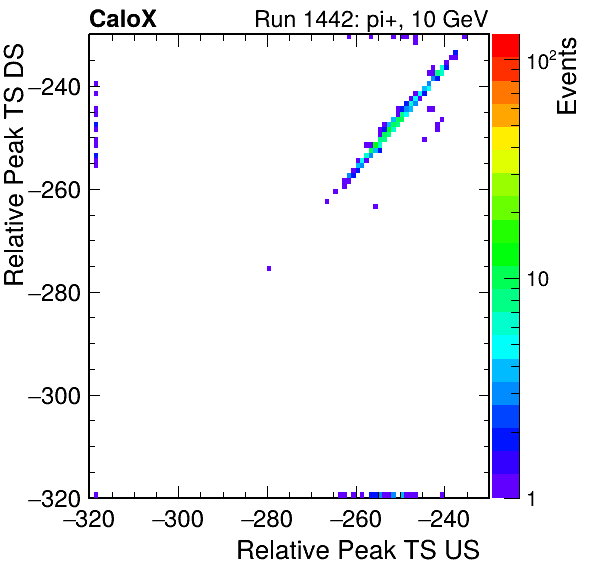 CaloX Run 1442: pi+, 10 GeV
Relative Peak TS DS
−240
−260
−280
−300
−320
−320 −300 −280 −260 −240
Relative Peak TS US
Events
10²
10
1